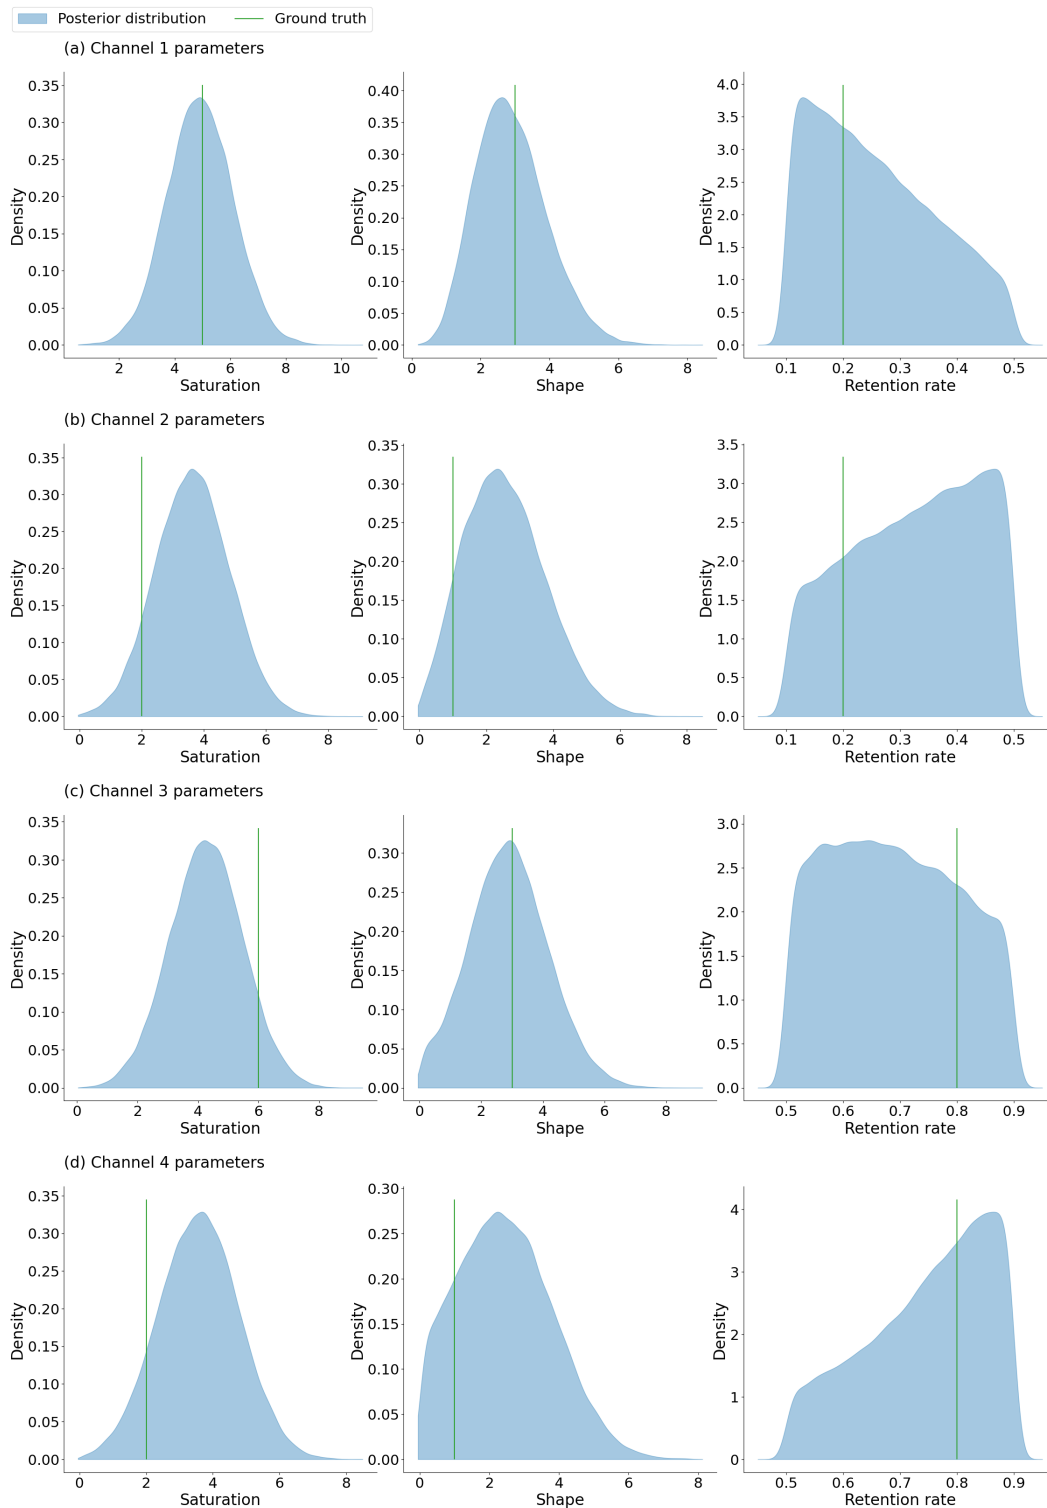 Posterior distribution Ground truth
(a) Channel 1 parameters
0.35
0.30
0.25
0.20
0.15
0.10
0.05
0.00
Density
2 4 6 8 10
Saturation
0.40
0.35
0.30
0.25
0.20
0.15
0.10
0.05
0.00
Density
0 2 4 6 8
Shape
4.0
3.5
3.0
2.5
2.0
1.5
1.0
0.5
0.0
Density
0.1 0.2 0.3 0.4 0.5
Retention rate
(b) Channel 2 parameters
0.35
0.30
0.25
0.20
0.15
0.10
0.05
0.00
Density
0 2 4 6 8
Saturation
0.35
0.30
0.25
0.20
0.15
0.10
0.05
0.00
Density
0 2 4 6 8
Shape
3.5
3.0
2.5
2.0
1.5
1.0
0.5
0.0
Density
0.1 0.2 0.3 0.4 0.5
Retention rate
(c) Channel 3 parameters
0.35
0.30
0.25
0.20
0.15
0.10
0.05
0.00
Density
0 2 4 6 8
Saturation
0.30
0.25
0.20
0.15
0.10
0.05
0.00
Density
0 2 4 6 8
Shape
3.0
2.5
2.0
1.5
1.0
0.5
0.0
Density
0.5 0.6 0.7 0.8 0.9
Retention rate
(d) Channel 4 parameters
0.35
0.30
0.25
0.20
0.15
0.10
0.05
0.00
Density
0 2 4 6 8
Saturation
0.30
0.25
0.20
0.15
0.10
0.05
0.00
Density
0 2 4 6 8
Shape
4
3
2
1
0
Density
0.5 0.6 0.7 0.8 0.9
Retention rate